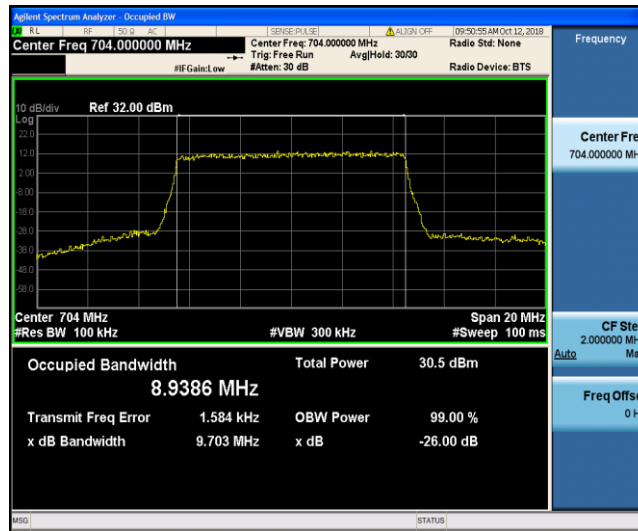 Agilent Spectrum Analyzer - Occupied BW
RL RF 50 Ω AC SENSE:PULSE ALIGN OFF 09:50:55 AM Oct 12, 2018
Center Freq 704.000000 MHz
Center Freq: 704.000000 MHz
Radio Std: None
Trig: Free Run Avg|Hold: 30/30
#IFGain:Low #Atten: 30 dB Radio Device: BTS
10 dB/div Ref 32.00 dBm
Log
22.0
12.0
2.00
-8.00
-18.0
-28.0
-38.0
-48.0
-58.0
Center 704 MHz Span 20 MHz
#Res BW 100 kHz #VBW 300 kHz #Sweep 100 ms
Occupied Bandwidth Total Power 30.5 dBm
8.9386 MHz
Transmit Freq Error 1.584 kHz OBW Power 99.00 %
x dB Bandwidth 9.703 MHz x dB -26.00 dB
MSG STATUS
Frequency
Center Fre
704.000000 MH
CF Ste
2.000000 MH
Auto Ma
Freq Offse
0 H